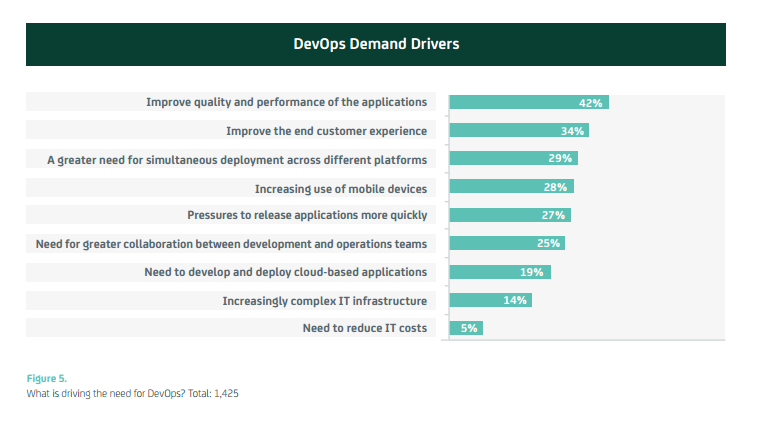 DevOps Demand Drivers
Improve quality and performance of the applications 42%
Improve the end customer experience 34%
A greater need for simultaneous deployment across different platforms 29%
Increasing use of mobile devices 28%
Pressures to release applications more quickly 27%
Need for greater collaboration between development and operations teams 25%
Need to develop and deploy cloud-based applications 19%
Increasingly complex IT infrastructure 14%
Need to reduce IT costs 5%
Figure 5.
What is driving the need for DevOps? Total: 1,425